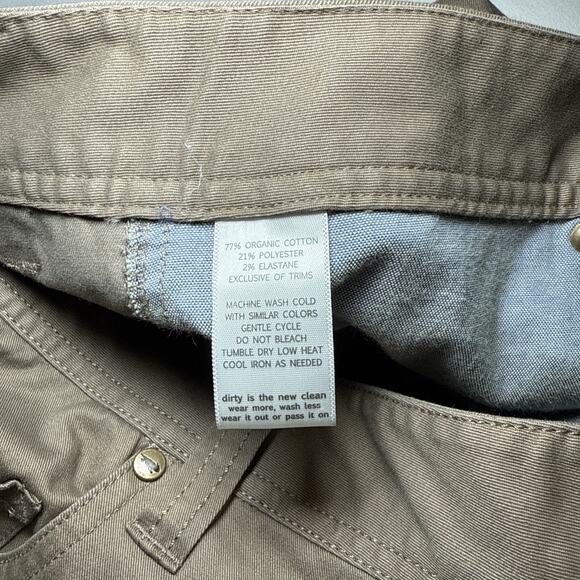 77% ORGANIC COTTON
21% POLYESTER
2% ELASTANE
EXCLUSIVE OF TRIMS
MACHINE WASH COLD
WITH SIMILAR COLORS
GENTLE CYCLE
DO NOT BLEACH
TUMBLE DRY LOW HEAT
COOL IRON AS NEEDED
dirty is the new clean
wear more, wash less
wear it out or pass it on